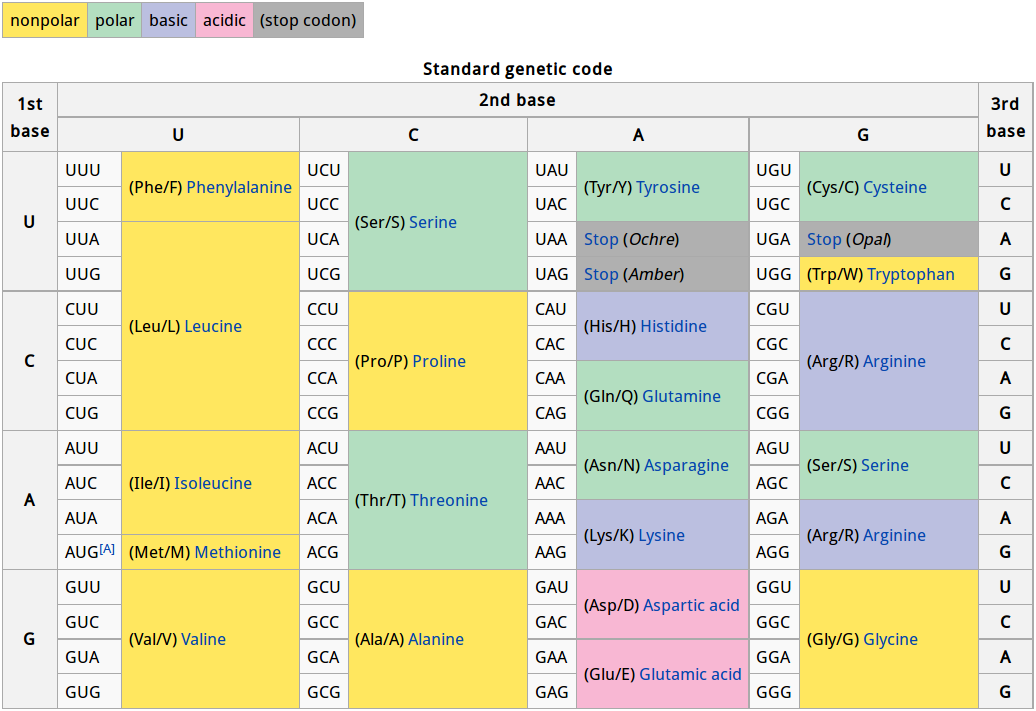 nonpolar polar basic acidic (stop codon)
Standard genetic code
1st base 2nd base 3rd base
U C A G
U UUU (Phe/F) Phenylalanine UCU (Ser/S) Serine UAU (Tyr/Y) Tyrosine UGU (Cys/C) Cysteine U
UUC UCC UAC UGC C
UUA (Leu/L) Leucine UCA UAA Stop (Ochre) UGA Stop (Opal) A
UUG UCG UAG Stop (Amber) UGG (Trp/W) Tryptophan G
C CUU CCU (Pro/P) Proline CAU (His/H) Histidine CGU (Arg/R) Arginine U
CUC CCC CAC CGC C
CUA CCA CAA (Gln/Q) Glutamine CGA A
CUG CCG CAG CGG G
A AUU (Ile/I) Isoleucine ACU (Thr/T) Threonine AAU (Asn/N) Asparagine AGU (Ser/S) Serine U
AUC ACC AAC AGC C
AUA ACA AAA (Lys/K) Lysine AGA (Arg/R) Arginine A
AUG[A] (Met/M) Methionine ACG AAG AGG G
G GUU (Val/V) Valine GCU (Ala/A) Alanine GAU (Asp/D) Aspartic acid GGU (Gly/G) Glycine U
GUC GCC GAC GGC C
GUA GCA GAA (Glu/E) Glutamic acid GGA A
GUG GCG GAG GGG G